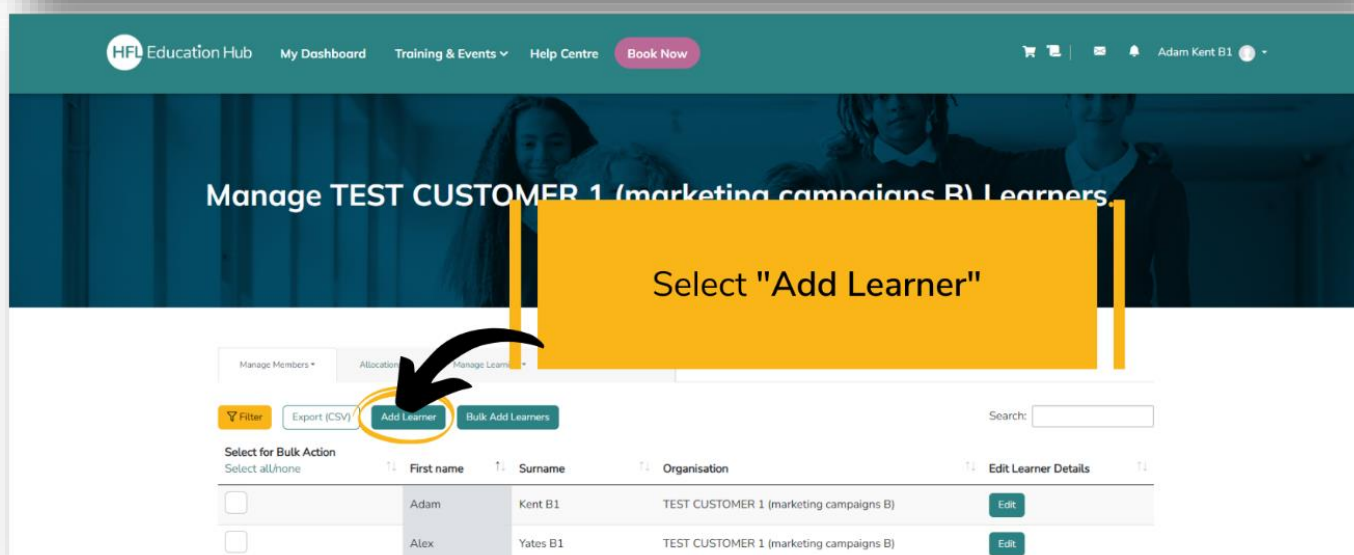 HFL Education Hub My Dashboard Training & Events Help Centre Book Now Adam Kent B1
Manage TEST CUSTOMER 1 (marketing campaigns B) Learners.
Select "Add Learner"
Manage Members Allocation Manage
Filter Export (CSV) Add Learner Bulk Add Learners Search:
Select for Bulk Action
Select all/none First name Surname Organisation Edit Learner Details
Adam Kent B1 TEST CUSTOMER 1 (marketing campaigns B) Edit
Alex Yates B1 TEST CUSTOMER 1 (marketing campaigns B) Edit